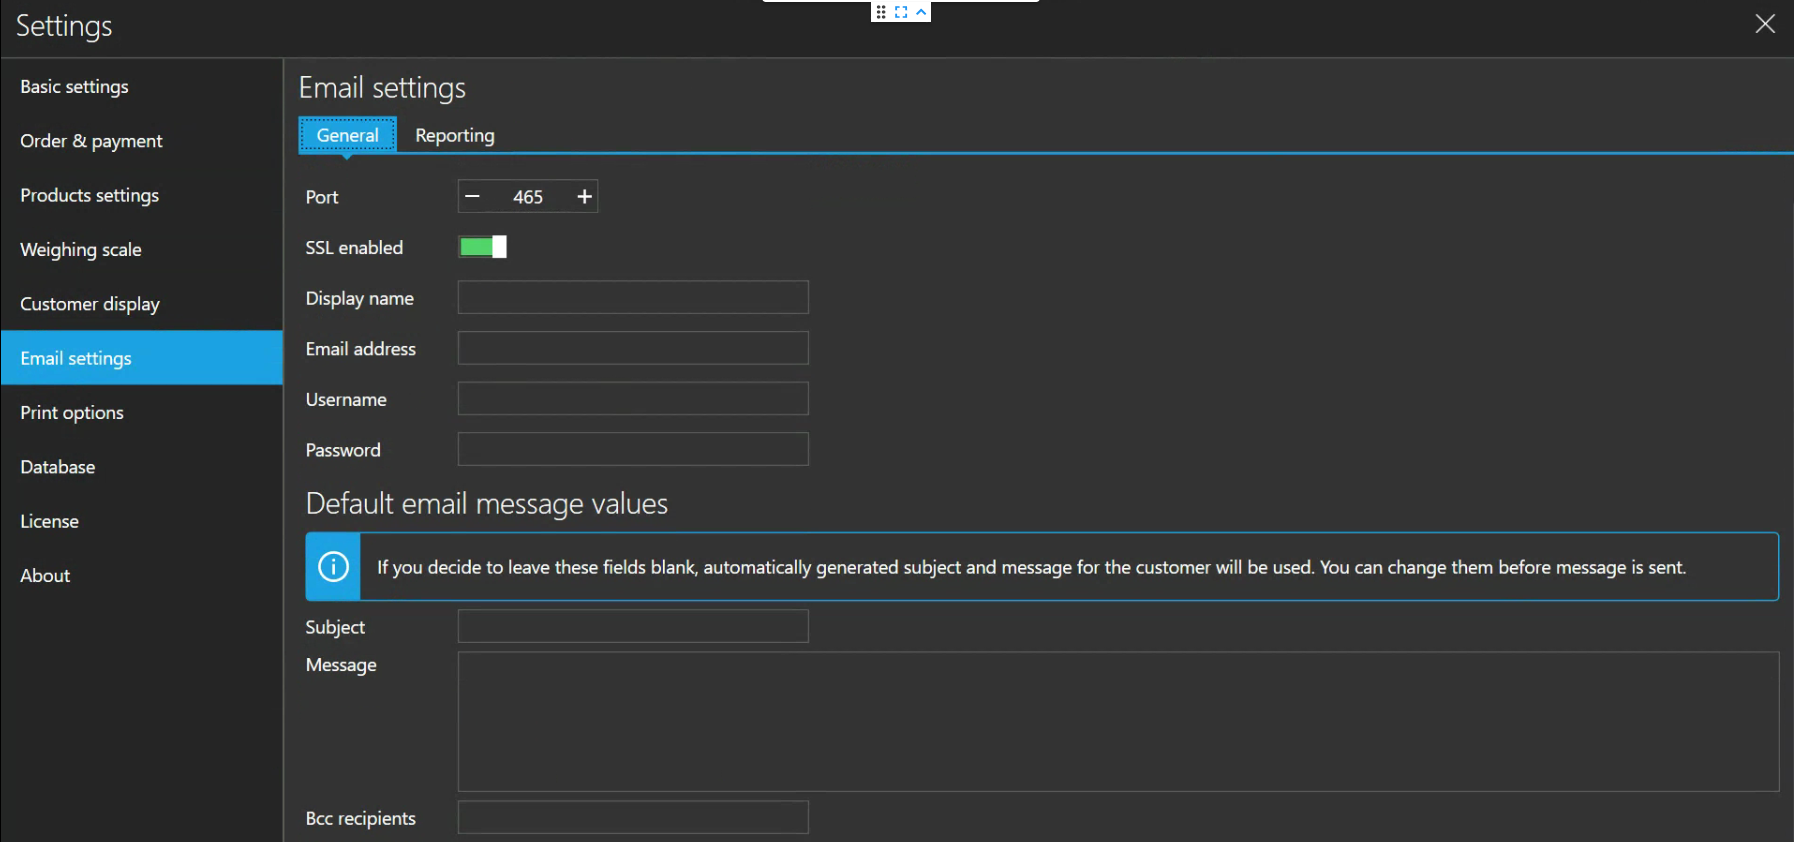 Settings
Basic settings
Order & payment
Products settings
Weighing scale
Customer display
Email settings
Print options
Database
License
About
Email settings
General Reporting
Port 465
SSL enabled
Display name
Email address
Username
Password
Default email message values
If you decide to leave these fields blank, automatically generated subject and message for the customer will be used. You can change them before message is sent.
Subject
Message
Bcc recipients